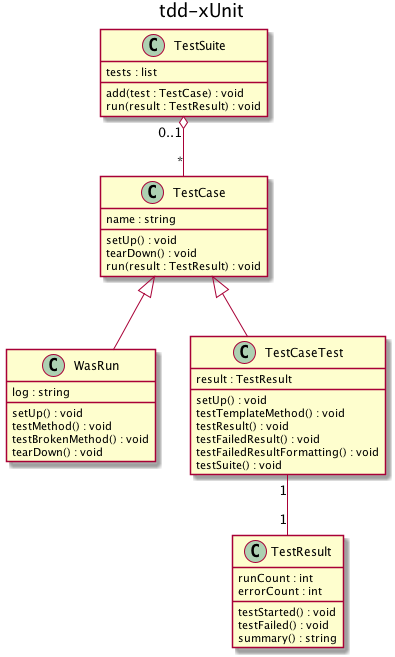 tdd-xUnit
C TestSuite
tests : list
add(test : TestCase) : void
run(result : TestResult) : void
0..1
*
C TestCase
name : string
setUp() : void
tearDown() : void
run(result : TestResult) : void
C WasRun
log : string
setUp() : void
testMethod() : void
testBrokenMethod() : void
tearDown() : void
C TestCaseTest
result : TestResult
setUp() : void
testTemplateMethod() : void
testResult() : void
testFailedResult() : void
testFailedResultFormatting() : void
testSuite() : void
1
1
C TestResult
runCount : int
errorCount : int
testStarted() : void
testFailed() : void
summary() : string